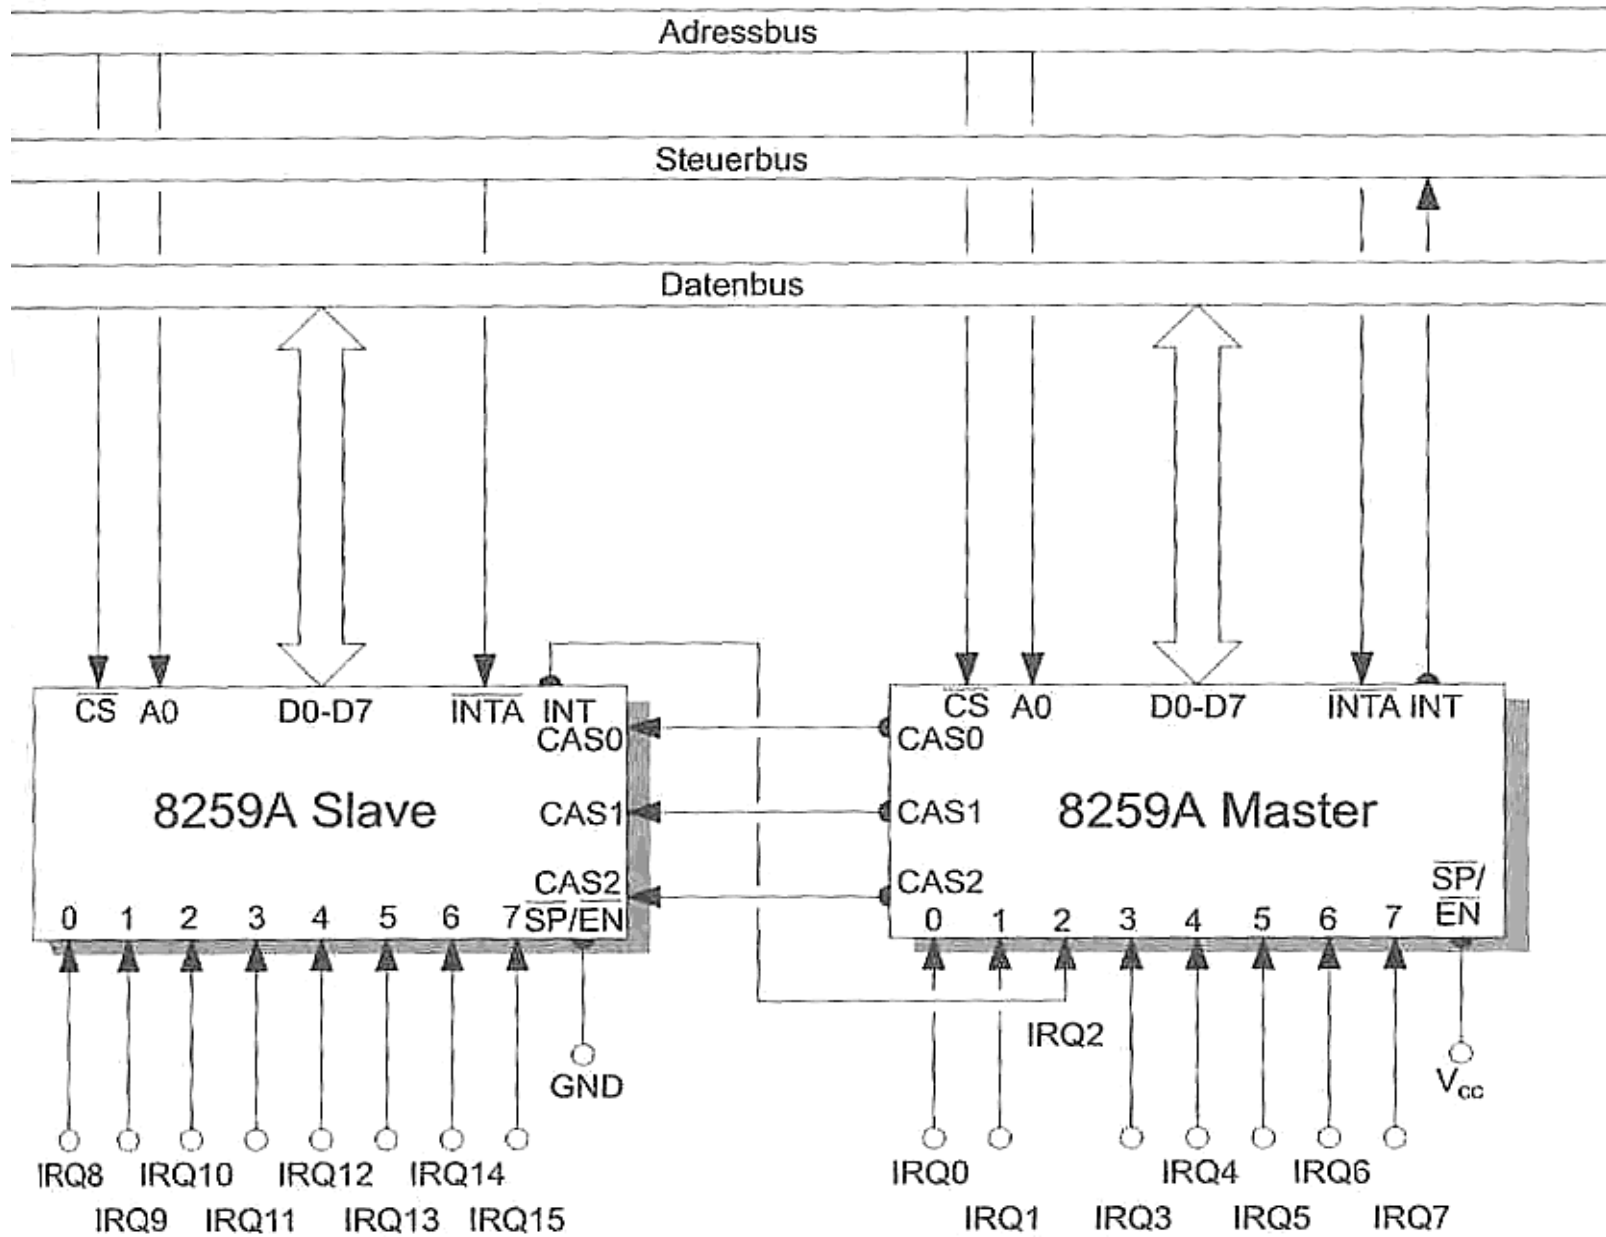 Adressbus
Steuerbus
Datenbus
CS A0 D0-D7 INTA INT
CAS0
8259A Slave
CAS1
CAS2
0 1 2 3 4 5 6 7 SP/EN
CS A0 D0-D7 INTA INT
CAS0
CAS1
8259A Master
CAS2
SP/
EN
0 1 2 3 4 5 6 7
IRQ2
GND
Vcc
IRQ8 IRQ10 IRQ12 IRQ14
IRQ9 IRQ11 IRQ13 IRQ15
IRQ0 IRQ4 IRQ6
IRQ1 IRQ3 IRQ5 IRQ7